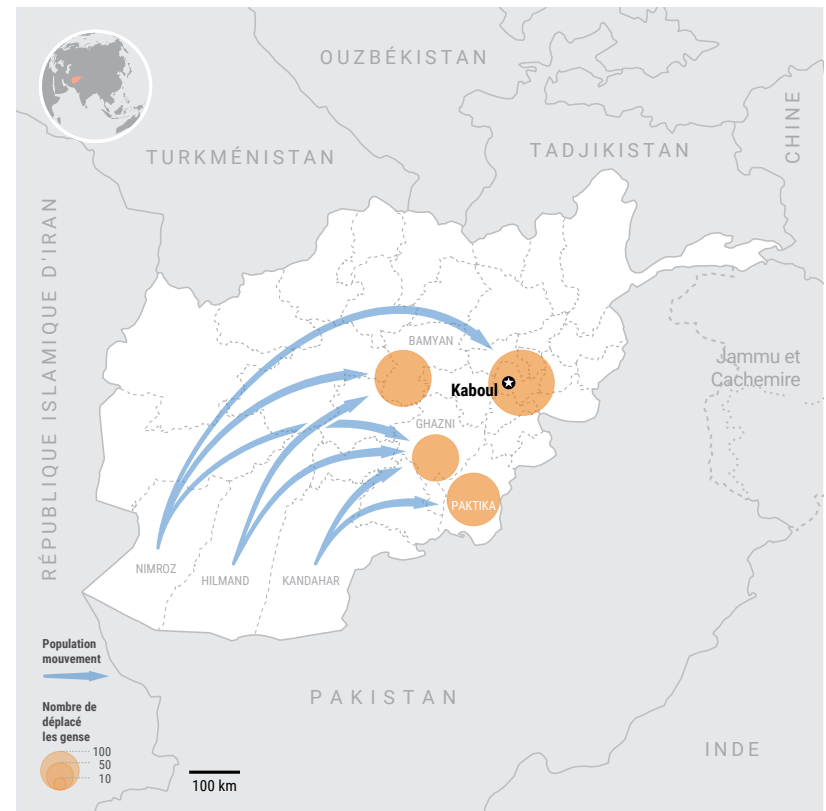 OUZBÉKISTAN
CHINE
TADJIKISTAN
TURKMÉNISTAN
RÉPUBLIQUE ISLAMIQUE D'IRAN
BAMYAN
Jammu et
Cachemire
Kaboul
GHAZNI
PAKTIKA
NIMROZ
HILMAND
KANDAHAR
Population
mouvement
PAKISTAN
Nombre de
déplacé
les gense
100
50
10
INDE
100 km